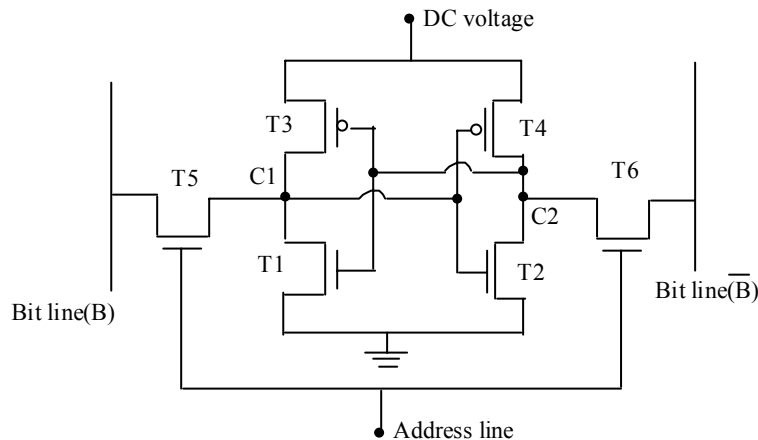 DC voltage
T3
T4
T5
C1
T6
C2
T1
T2
Bit line(B)
Bit line(B̅)
Address line